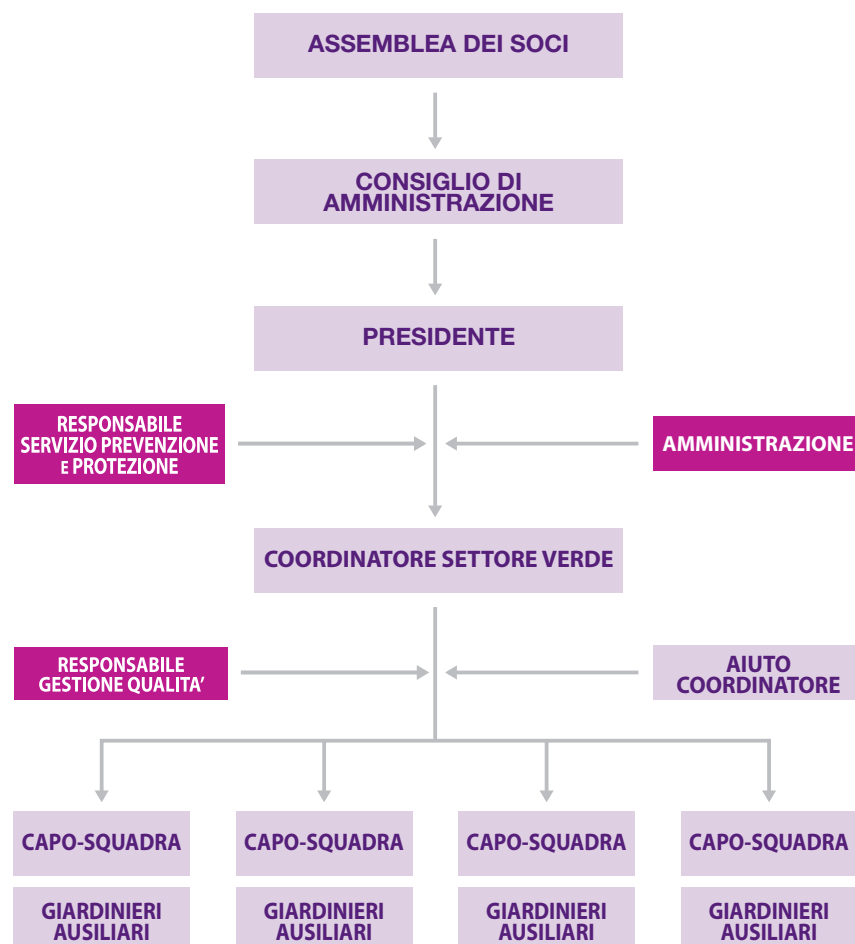 ASSEMBLEA DEI SOCI
CONSIGLIO DI
AMMINISTRAZIONE
PRESIDENTE
RESPONSABILE
SERVIZIO PREVENZIONE
E PROTEZIONE
AMMINISTRAZIONE
COORDINATORE SETTORE VERDE
RESPONSABILE
GESTIONE QUALITA'
AIUTO
COORDINATORE
CAPO-SQUADRA
CAPO-SQUADRA
CAPO-SQUADRA
CAPO-SQUADRA
GIARDINIERI
AUSILIARI
GIARDINIERI
AUSILIARI
GIARDINIERI
AUSILIARI
GIARDINIERI
AUSILIARI